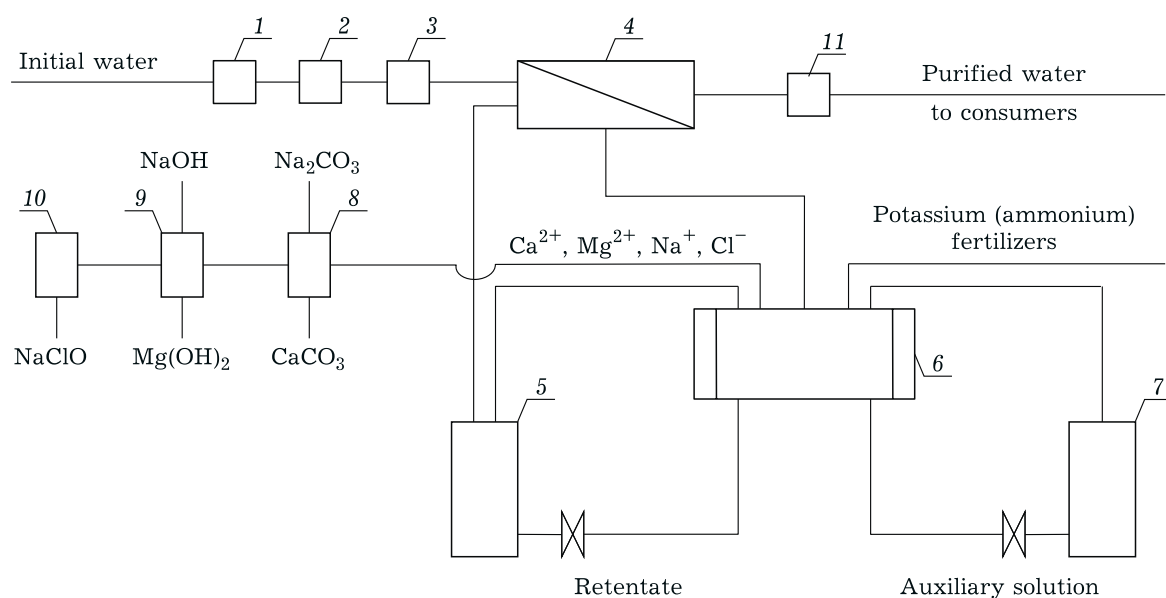 1
2
3
4
11
Initial water
Purified water
to consumers
NaOH
Na₂CO₃
10
9
8
Potassium (ammonium)
fertilizers
Ca²⁺, Mg²⁺, Na⁺, Cl⁻
NaClO
Mg(OH)₂
CaCO₃
5
6
7
Retentate
Auxiliary solution